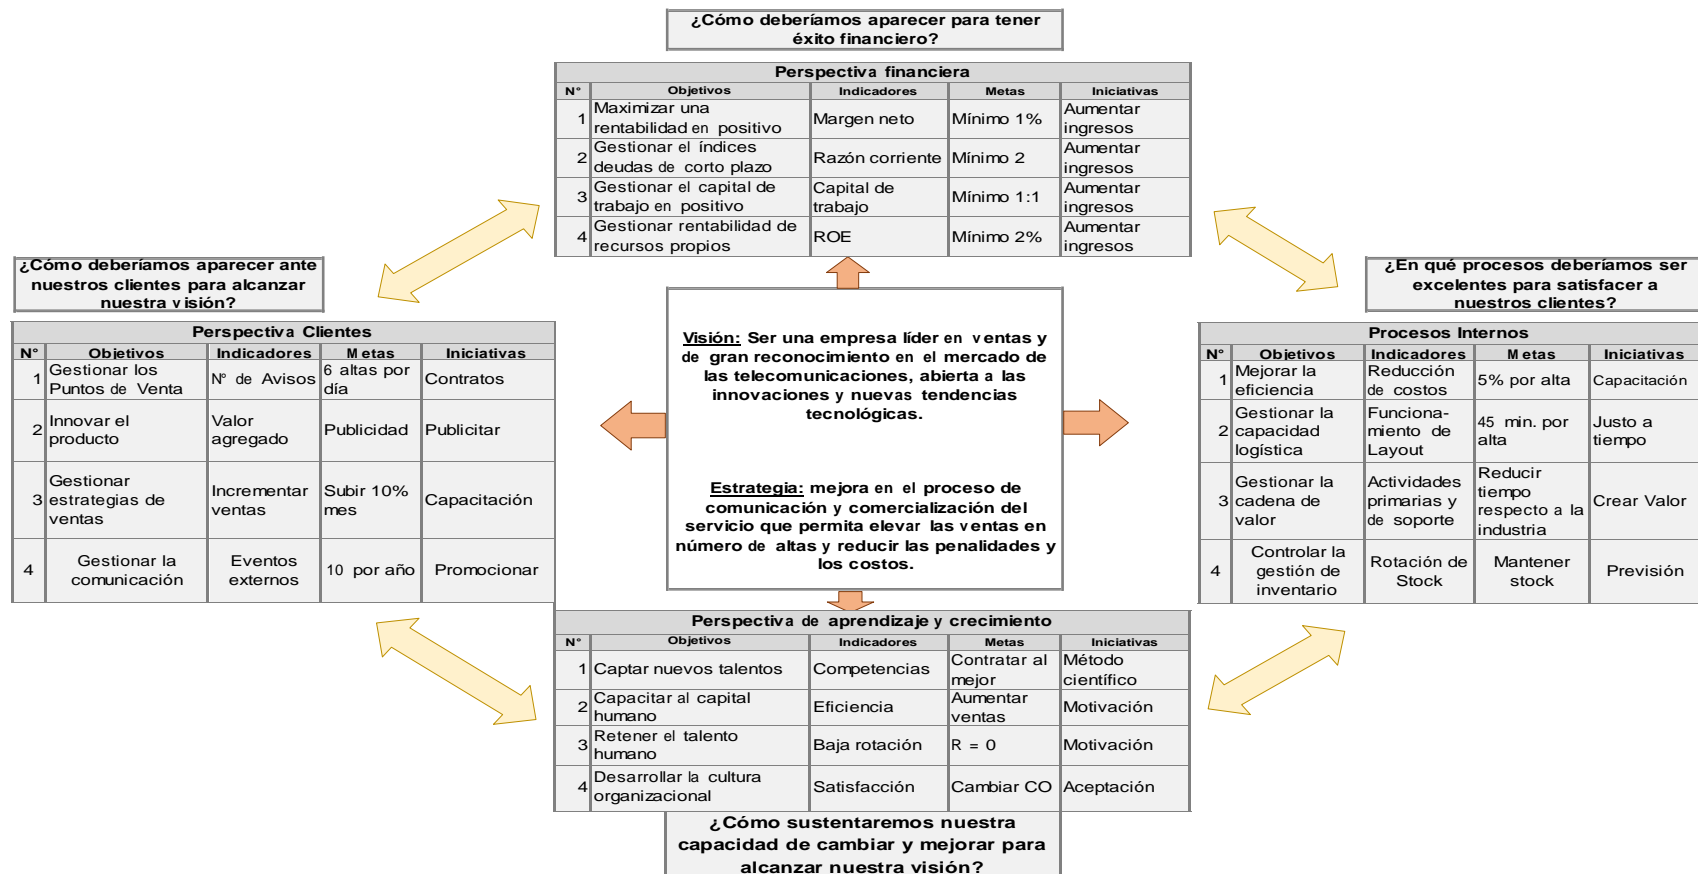 ¿Cómo deberíamos aparecer para tener
éxito financiero?
Perspectiva financiera
N° Objetivos Indicadores Metas Iniciativas
1 Maximizar una rentabilidad en positivo Margen neto Mínimo 1% Aumentar ingresos
2 Gestionar el índices deudas de corto plazo Razón corriente Mínimo 2 Aumentar ingresos
3 Gestionar el capital de trabajo en positivo Capital de trabajo Mínimo 1:1 Aumentar ingresos
4 Gestionar rentabilidad de recursos propios ROE Mínimo 2% Aumentar ingresos
¿Cómo deberíamos aparecer ante
nuestros clientes para alcanzar
nuestra visión?
Perspectiva Clientes
N° Objetivos Indicadores Metas Iniciativas
1 Gestionar los Puntos de Venta N° de Avisos 6 altas por día Contratos
2 Innovar el producto Valor agregado Publicidad Publicitar
3 Gestionar estrategias de ventas Incrementar ventas Subir 10% mes Capacitación
4 Gestionar la comunicación Eventos externos 10 por año Promocionar
Visión: Ser una empresa líder en ventas y
de gran reconocimiento en el mercado de
las telecomunicaciones, abierta a las
innovaciones y nuevas tendencias
tecnológicas.
Estrategia: mejora en el proceso de
comunicación y comercialización del
servicio que permita elevar las ventas en
número de altas y reducir las penalidades y
los costos.
¿En qué procesos deberíamos ser
excelentes para satisfacer a
nuestros clientes?
Procesos Internos
N° Objetivos Indicadores Metas Iniciativas
1 Mejorar la eficiencia Reducción de costos 5% por alta Capacitación
2 Gestionar la capacidad logística Funciona-miento de Layout 45 min. por alta Justo a tiempo
3 Gestionar la cadena de valor Actividades primarias y de soporte Reducir tiempo respecto a la industria Crear Valor
4 Controlar la gestión de inventario Rotación de Stock Mantener stock Previsión
Perspectiva de aprendizaje y crecimiento
N° Objetivos Indicadores Metas Iniciativas
1 Captar nuevos talentos Competencias Contratar al mejor Método científico
2 Capacitar al capital humano Eficiencia Aumentar ventas Motivación
3 Retener el talento humano Baja rotación R = 0 Motivación
4 Desarrollar la cultura organizacional Satisfacción Cambiar CO Aceptación
¿Cómo sustentaremos nuestra
capacidad de cambiar y mejorar para
alcanzar nuestra visión?